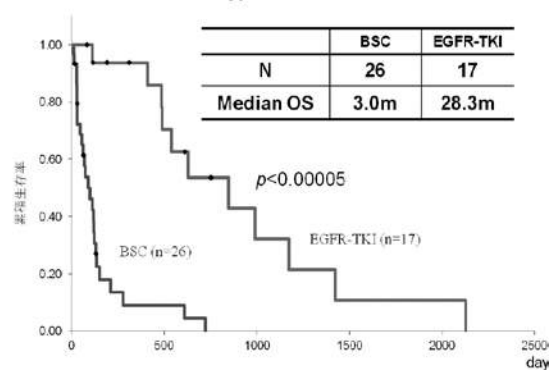 BSC EGFR-TKI
N 26 17
Median OS 3.0m 28.3m
1.00
0.80
0.60
0.40
0.20
0.00
累積生存率
p<0.00005
BSC (n=26)
EGFR-TKI (n=17)
0 500 1000 1500 2000 2500
day